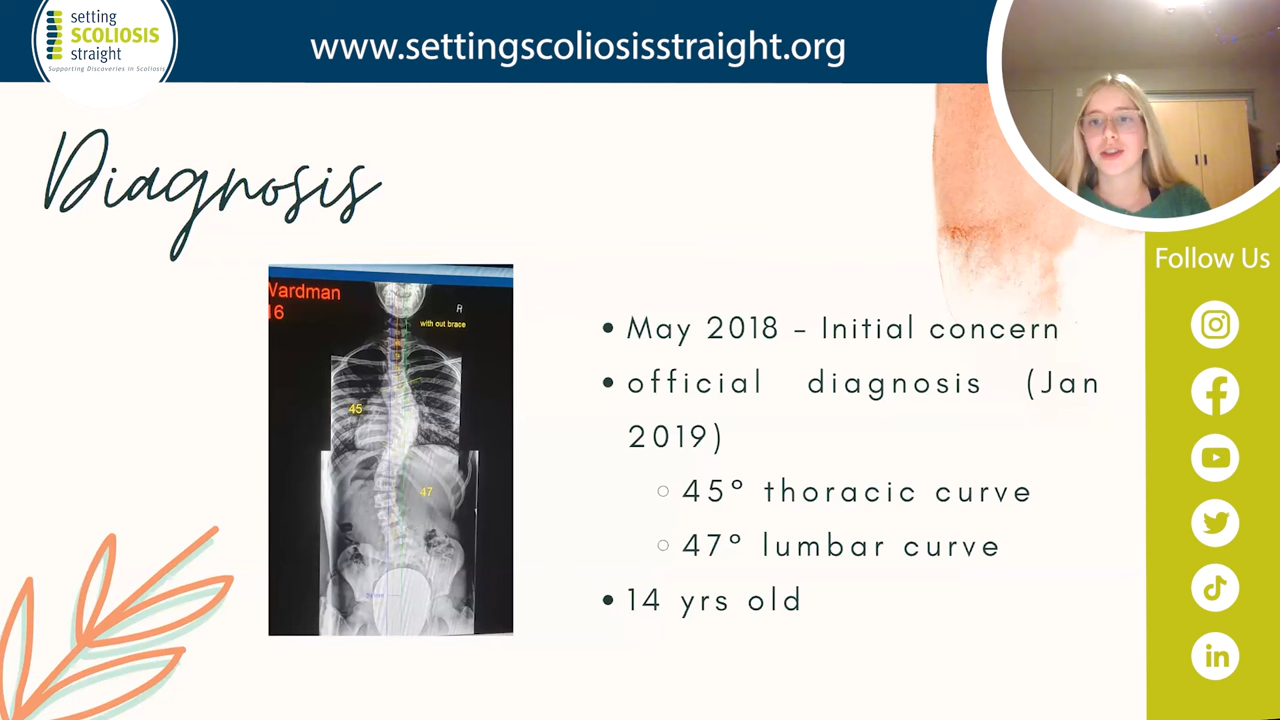 setting
SCOLIOSIS
straight
Supporting Discoveries in Scoliosis
www.settingscoliosisstraight.org
Diagnosis
Vardman
16
R
with out brace
45
47
• May 2018 – Initial concern
• official diagnosis (Jan
2019)
○ 45° thoracic curve
○ 47° lumbar curve
• 14 yrs old
Follow Us